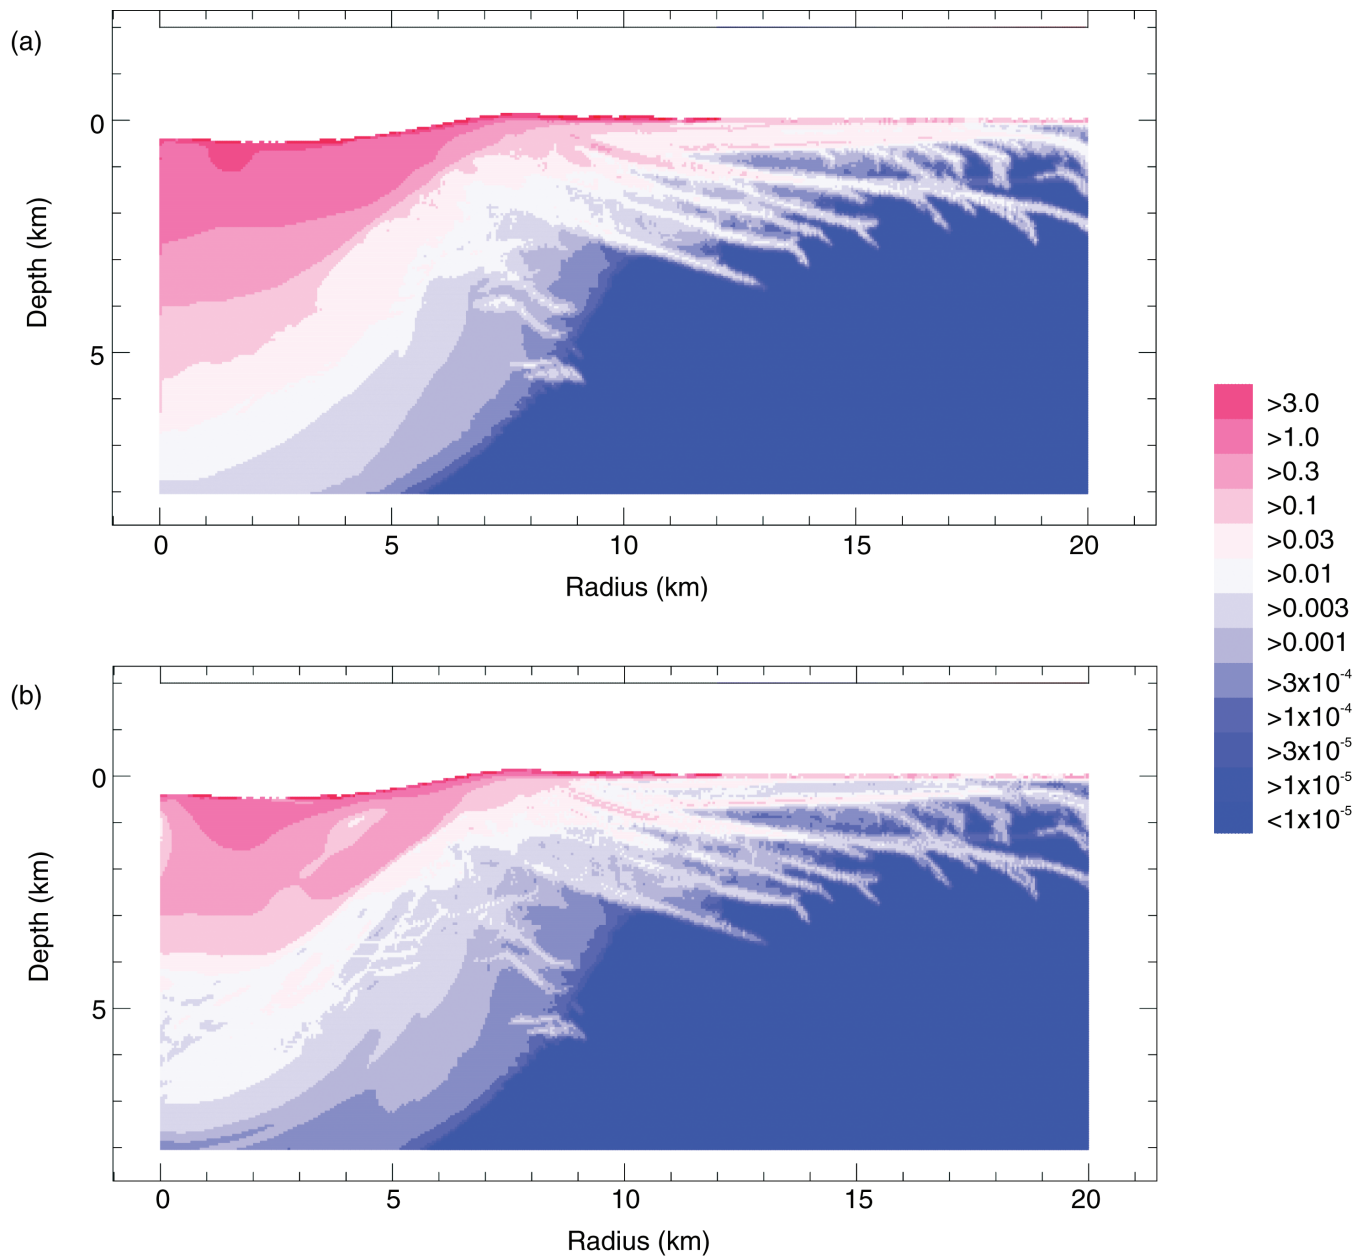 (a)
0
5
Depth (km)
0 5 10 15 20
Radius (km)
>3.0
>1.0
>0.3
>0.1
>0.03
>0.01
>0.003
>0.001
>3x10⁻⁴
>1x10⁻⁴
>3x10⁻⁵
>1x10⁻⁵
<1x10⁻⁵
(b)
0
5
Depth (km)
0 5 10 15 20
Radius (km)